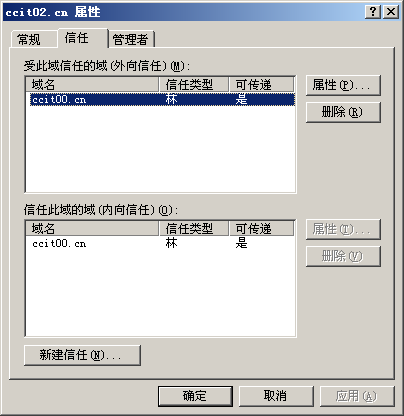 ccit02.cn 属性
常规 信任 管理者
受此域信任的域(外向信任)(M):
域名 信任类型 可传递
ccit00.cn 林 是
属性(P)...
删除(R)
信任此域的域(内向信任)(O):
域名 信任类型 可传递
ccit00.cn 林 是
属性(T)...
删除(V)
新建信任(N)...
确定 取消 应用(A)